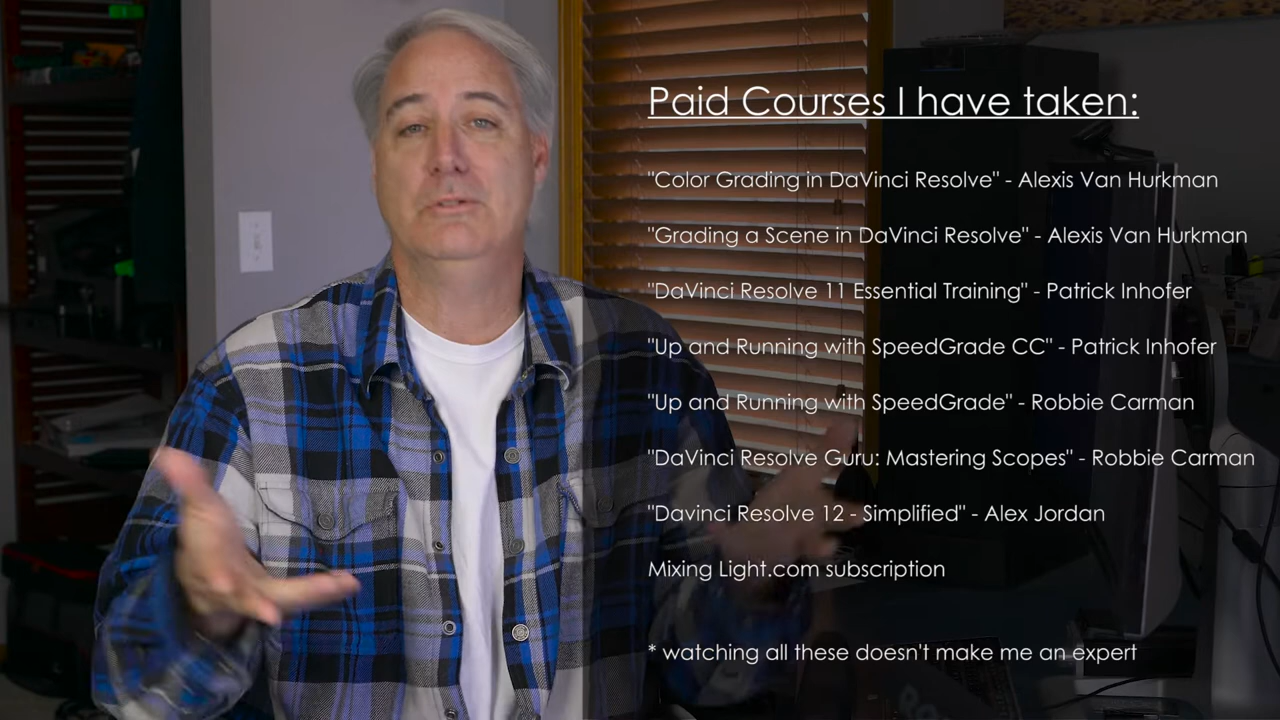 Paid Courses I have taken:
"Color Grading in DaVinci Resolve" - Alexis Van Hurkman
"Grading a Scene in DaVinci Resolve" - Alexis Van Hurkman
"DaVinci Resolve 11 Essential Training" - Patrick Inhofer
"Up and Running with SpeedGrade CC" - Patrick Inhofer
"Up and Running with SpeedGrade" - Robbie Carman
"DaVinci Resolve Guru: Mastering Scopes" - Robbie Carman
"Davinci Resolve 12 - Simplified" - Alex Jordan
Mixing Light.com subscription
* watching all these doesn't make me an expert